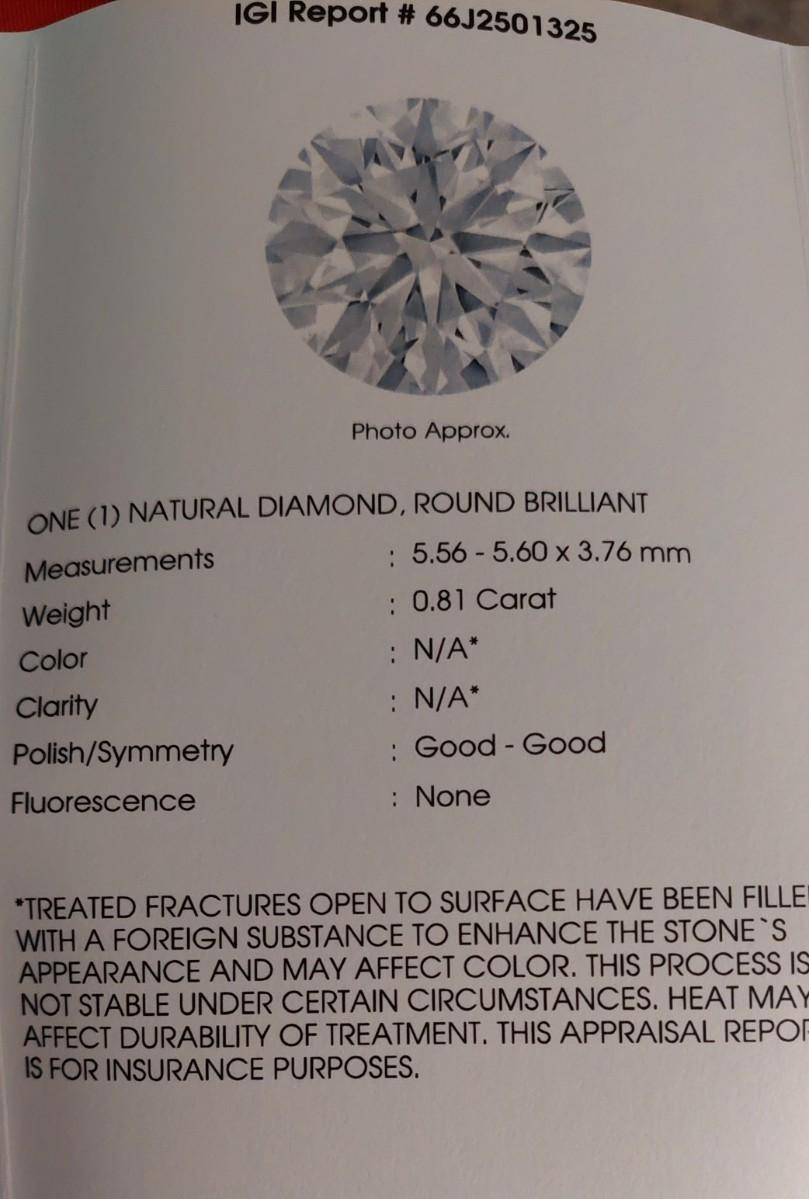 IGI Report # 66J2501325
Photo Approx.
ONE (1) NATURAL DIAMOND, ROUND BRILLIANT
Measurements : 5.56 - 5.60 x 3.76 mm
Weight : 0.81 Carat
Color : N/A*
Clarity : N/A*
Polish/Symmetry : Good - Good
Fluorescence : None
*TREATED FRACTURES OPEN TO SURFACE HAVE BEEN FILLE
WITH A FOREIGN SUBSTANCE TO ENHANCE THE STONE`S
APPEARANCE AND MAY AFFECT COLOR. THIS PROCESS IS
NOT STABLE UNDER CERTAIN CIRCUMSTANCES. HEAT MAY
AFFECT DURABILITY OF TREATMENT. THIS APPRAISAL REPOR
IS FOR INSURANCE PURPOSES.